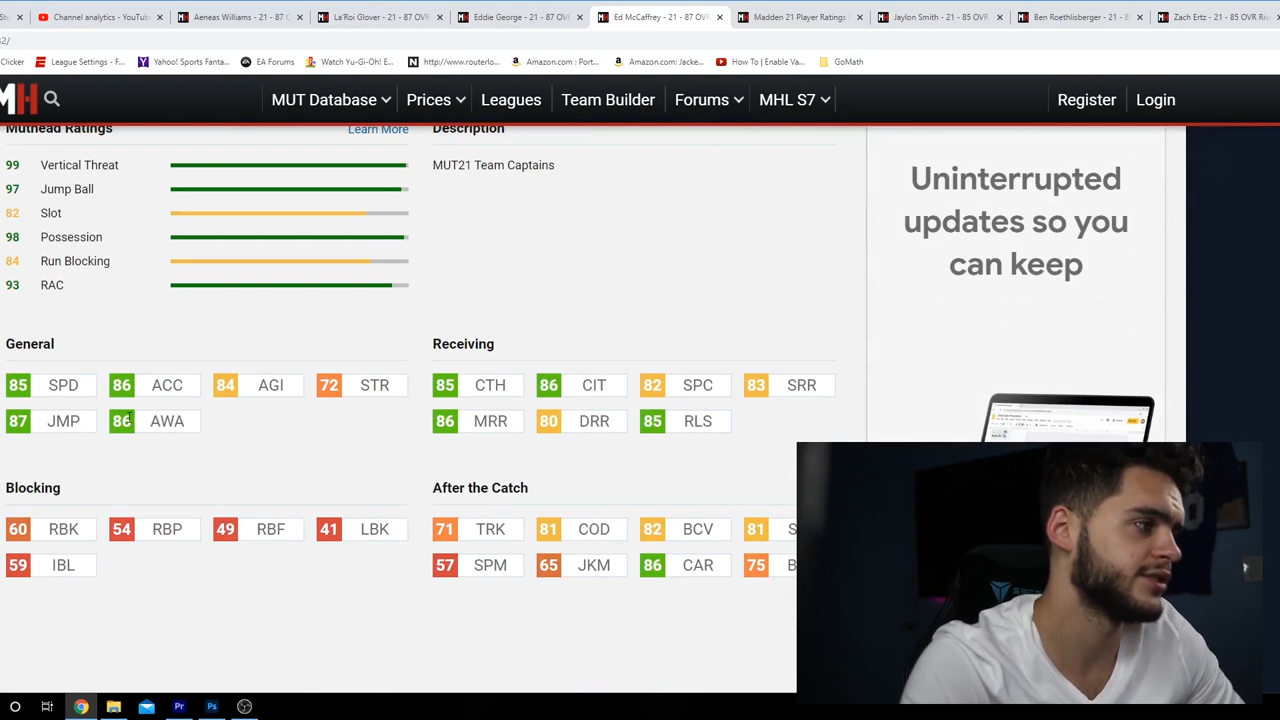 Channel analytics - YouTub
Aeneas Williams - 21 - 87 O
La'Roi Glover - 21 - 87 OVR
Eddie George - 21 - 87 OVR
Ed McCaffrey - 21 - 87 OVR
Madden 21 Player Ratings
Jaylon Smith - 21 - 85 OVR
Ben Roethlisberger - 21 - 8
Zach Ertz - 21 - 85 OVR Riv
2/
Clicker
League Settings - F...
Yahoo! Sports Fanta...
EA Forums
Watch Yu-Gi-Oh! E...
http://www.routerlo...
Amazon.com : Port...
Amazon.com: Jacke...
How To | Enable Va...
GoMath
MH
MUT Database
Prices
Leagues
Team Builder
Forums
MHL S7
Register
Login
Muthead Ratings
Learn More
99 Vertical Threat
97 Jump Ball
82 Slot
98 Possession
84 Run Blocking
93 RAC
Description
MUT21 Team Captains
Uninterrupted
updates so you
can keep
General
85 SPD 86 ACC 84 AGI 72 STR
87 JMP 86 AWA
Receiving
85 CTH 86 CIT 82 SPC 83 SRR
86 MRR 80 DRR 85 RLS
Blocking
60 RBK 54 RBP 49 RBF 41 LBK
59 IBL
After the Catch
71 TRK 81 COD 82 BCV 81 S
57 SPM 65 JKM 86 CAR 75 B